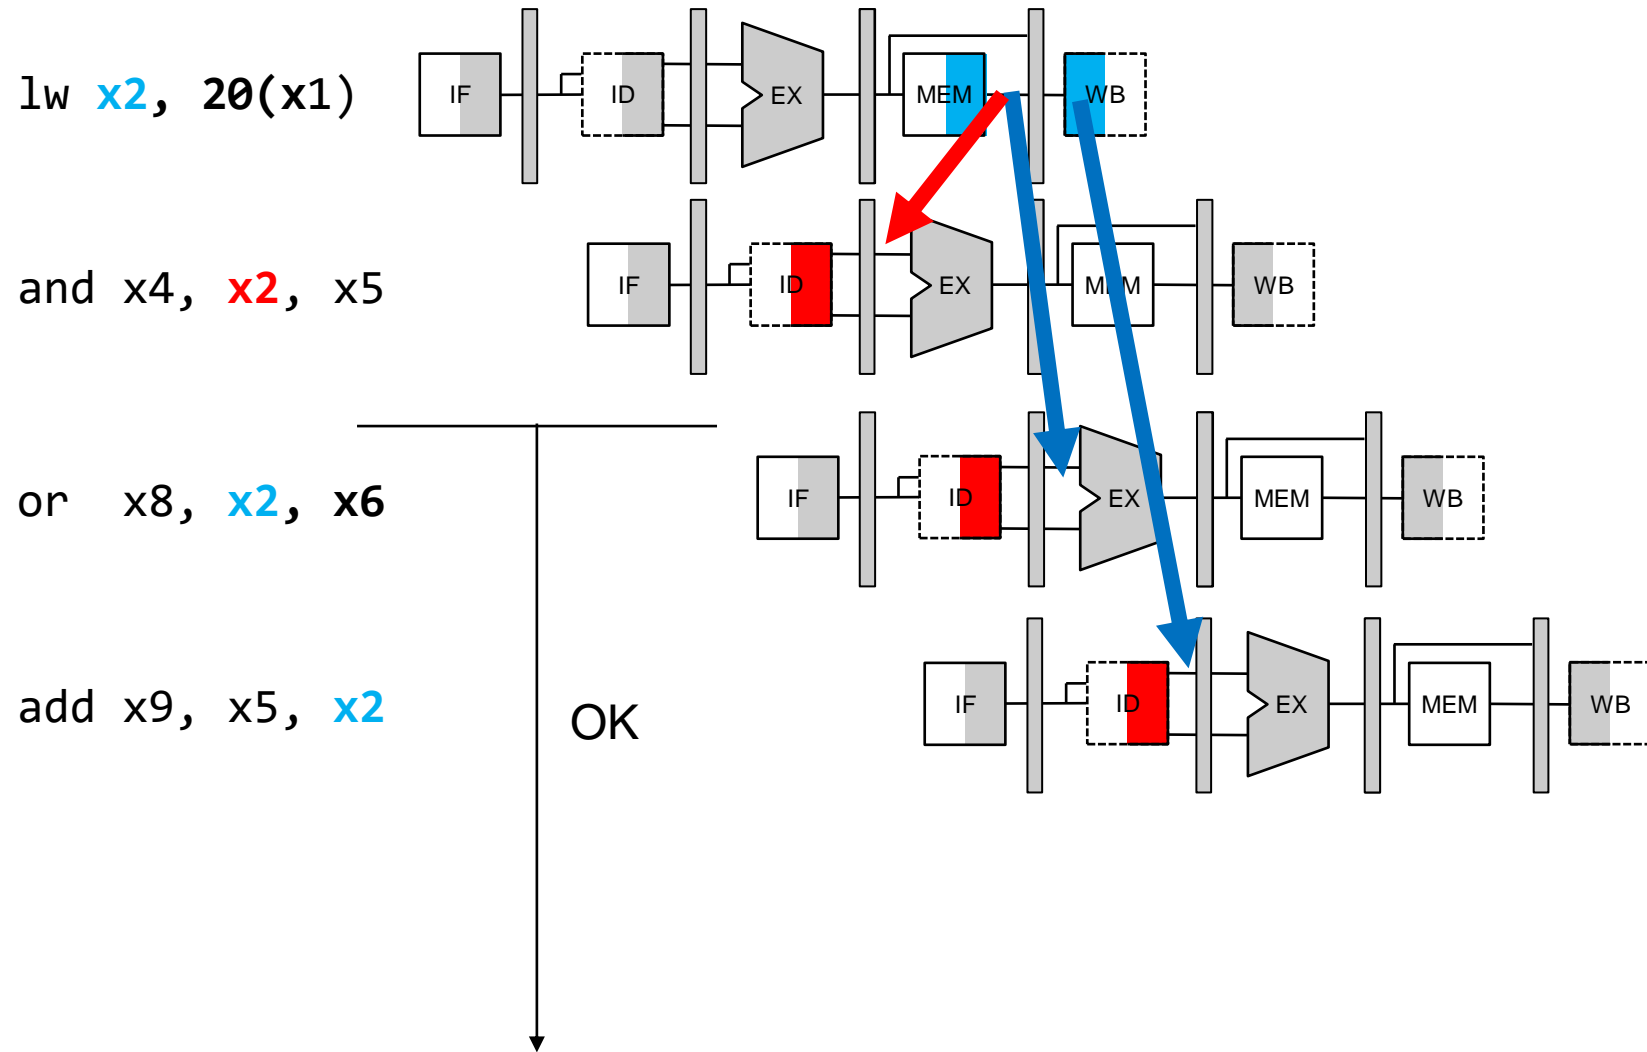 lw x2, 20(x1) IF ID EX MEM WB
and x4, x2, x5 IF ID EX MEM WB
or  x8, x2, x6 IF ID EX MEM WB
add x9, x5, x2 OK IF ID EX MEM WB